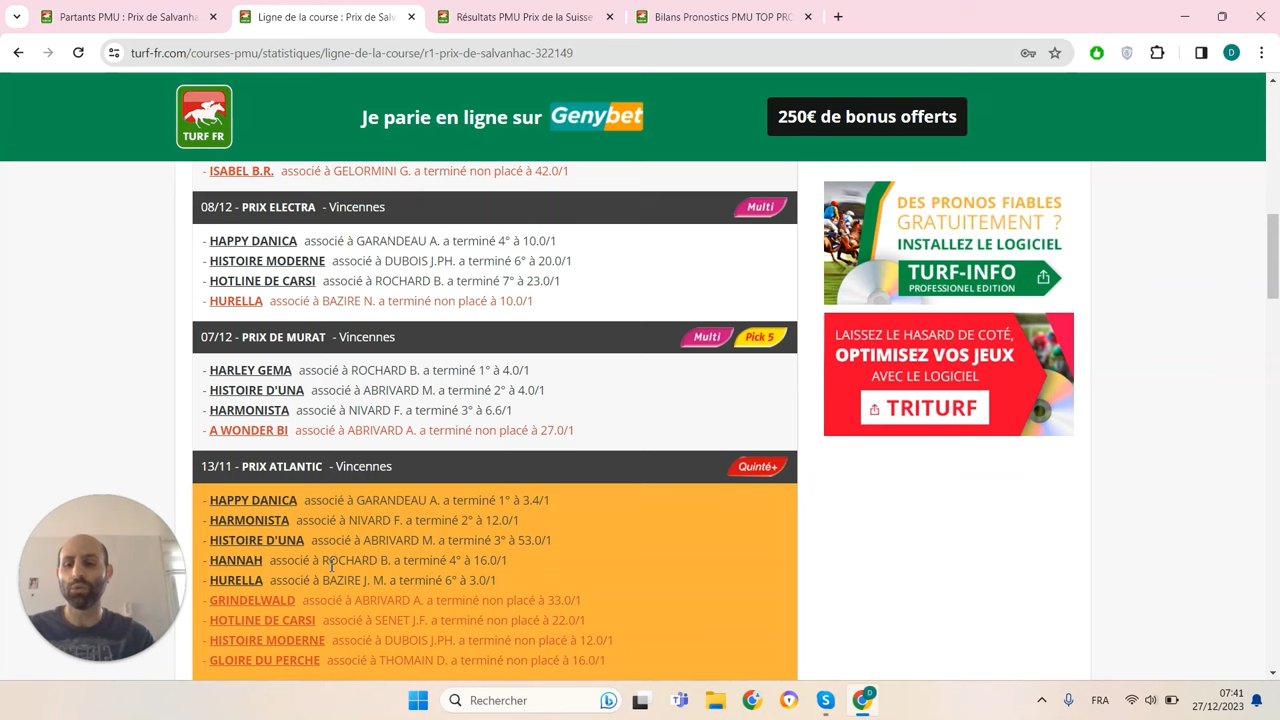 Partants PMU : Prix de Salvanh
Ligne de la course : Prix de Salv
Résultats PMU Prix de la Suisse
Bilans Pronostics PMU TOP PRO
turf-fr.com/courses-pmu/statistiques/ligne-de-la-course/r1-prix-de-salvanhac-322149
D
TURF FR
Je parie en ligne sur Genybet
250€ de bonus offerts
- ISABEL B.R. associé à GELORMINI G. a terminé non placé à 42.0/1
08/12 - PRIX ELECTRA - Vincennes
Multi
- HAPPY DANICA associé à GARANDEAU A. a terminé 4° à 10.0/1
- HISTOIRE MODERNE associé à DUBOIS J.PH. a terminé 6° à 20.0/1
- HOTLINE DE CARSI associé à ROCHARD B. a terminé 7° à 23.0/1
- HURELLA associé à BAZIRE N. a terminé non placé à 10.0/1
07/12 - PRIX DE MURAT - Vincennes
Multi Pick 5
- HARLEY GEMA associé à ROCHARD B. a terminé 1° à 4.0/1
- HISTOIRE D'UNA associé à ABRIVARD M. a terminé 2° à 4.0/1
- HARMONISTA associé à NIVARD F. a terminé 3° à 6.6/1
- A WONDER BI associé à ABRIVARD A. a terminé non placé à 27.0/1
13/11 - PRIX ATLANTIC - Vincennes
Quinté+
- HAPPY DANICA associé à GARANDEAU A. a terminé 1° à 3.4/1
- HARMONISTA associé à NIVARD F. a terminé 2° à 12.0/1
- HISTOIRE D'UNA associé à ABRIVARD M. a terminé 3° à 53.0/1
- HANNAH associé à ROCHARD B. a terminé 4° à 16.0/1
- HURELLA associé à BAZIRE J. M. a terminé 6° à 3.0/1
- GRINDELWALD associé à ABRIVARD A. a terminé non placé à 33.0/1
- HOTLINE DE CARSI associé à SENET J.F. a terminé non placé à 22.0/1
- HISTOIRE MODERNE associé à DUBOIS J.PH. a terminé non placé à 12.0/1
- GLOIRE DU PERCHE associé à THOMAIN D. a terminé non placé à 16.0/1
DES PRONOS FIABLES
GRATUITEMENT ?
INSTALLEZ LE LOGICIEL
TURF-INFO
PROFESSIONEL EDITION
LAISSEZ LE HASARD DE COTÉ,
OPTIMISEZ VOS JEUX
AVEC LE LOGICIEL
TRITURF
Rechercher
D
FRA
07:41
27/12/2023